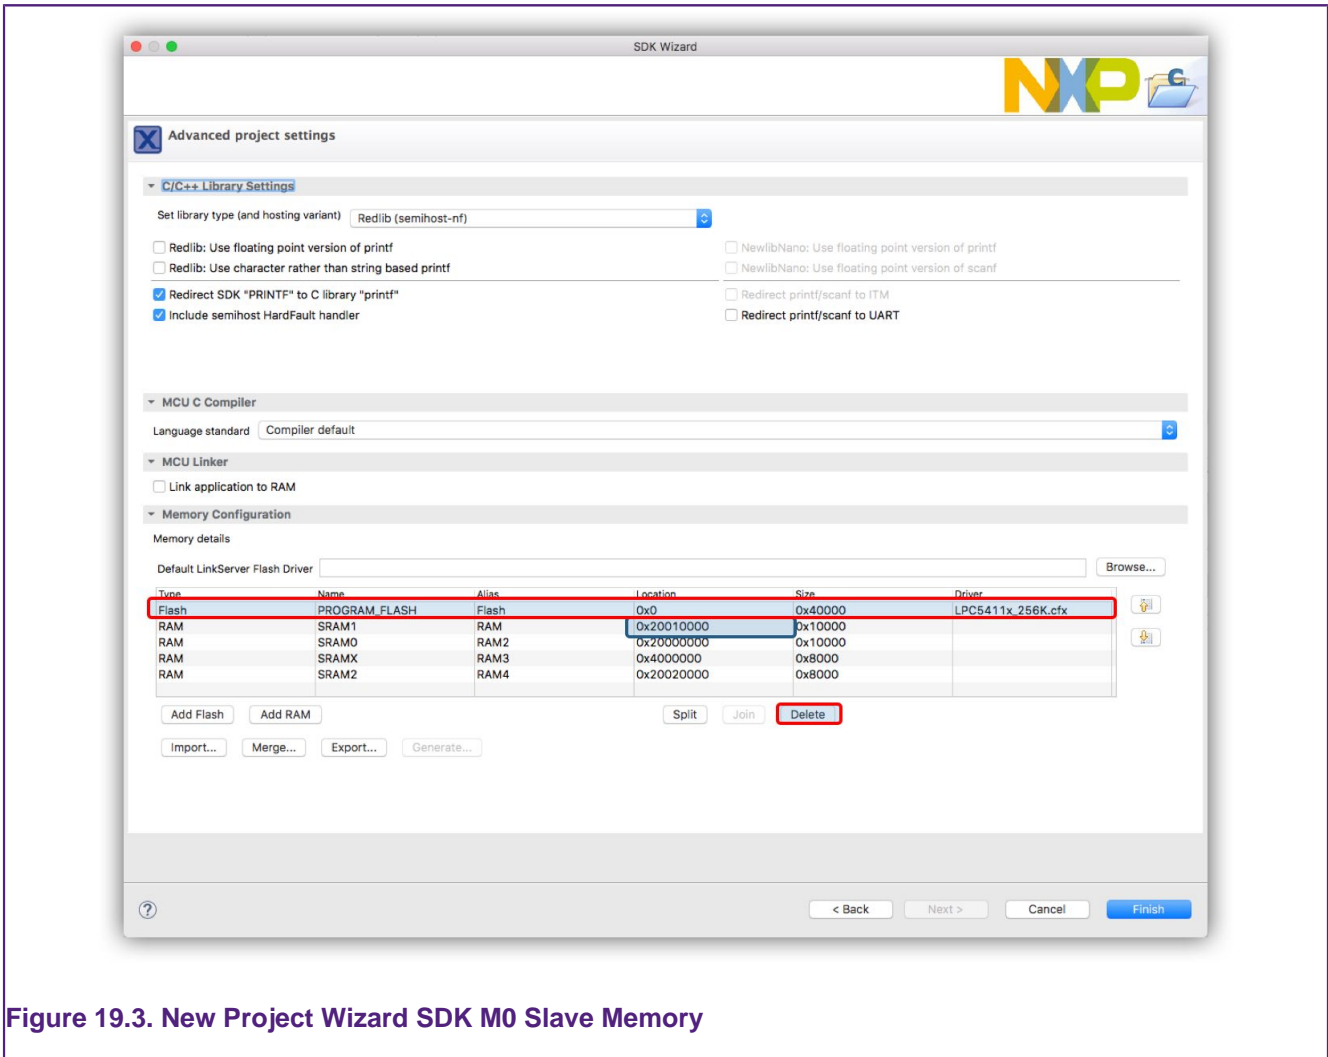 SDK Wizard
NXP
C
X
Advanced project settings
C/C++ Library Settings
Set library type (and hosting variant) Redlib (semihost-nf)
Redlib: Use floating point version of printf NewlibNano: Use floating point version of printf
Redlib: Use character rather than string based printf NewlibNano: Use floating point version of scanf
Redirect SDK "PRINTF" to C library "printf" Redirect printf/scanf to ITM
Include semihost HardFault handler Redirect printf/scanf to UART
MCU C Compiler
Language standard Compiler default
MCU Linker
Link application to RAM
Memory Configuration
Memory details
Default LinkServer Flash Driver Browse...
Type Name Alias Location Size Driver
Flash PROGRAM_FLASH Flash 0x0 0x40000 LPC5411x_256K.cfx
RAM SRAM1 RAM 0x20010000 0x10000
RAM SRAM0 RAM2 0x20000000 0x10000
RAM SRAMX RAM3 0x4000000 0x8000
RAM SRAM2 RAM4 0x20020000 0x8000
Add Flash Add RAM Split Join Delete
Import... Merge... Export... Generate...
? < Back Next > Cancel Finish
Figure 19.3. New Project Wizard SDK M0 Slave Memory